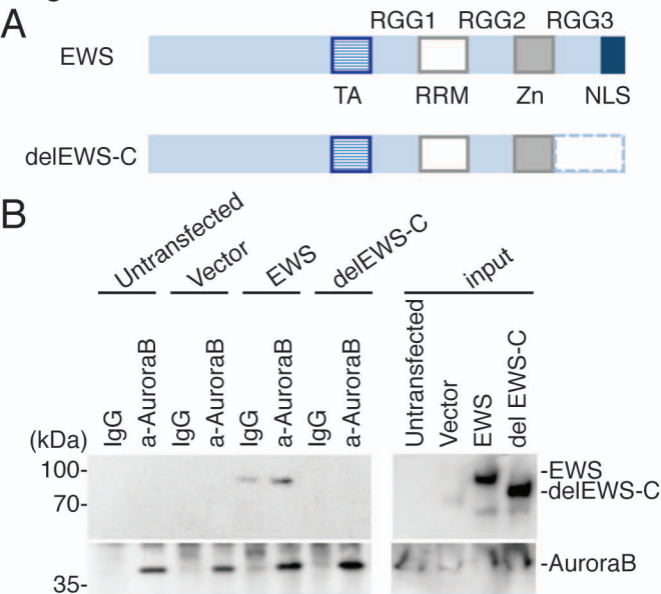 A
RGG1 RGG2 RGG3
EWS
TA RRM Zn NLS
delEWS-C
B
Untransfected Vector EWS delEWS-C input
IgG a-AuroraB IgG a-AuroraB IgG a-AuroraB IgG a-AuroraB Untransfected Vector EWS del EWS-C
(kDa)
100- -EWS
70- -delEWS-C
-AuroraB
35-